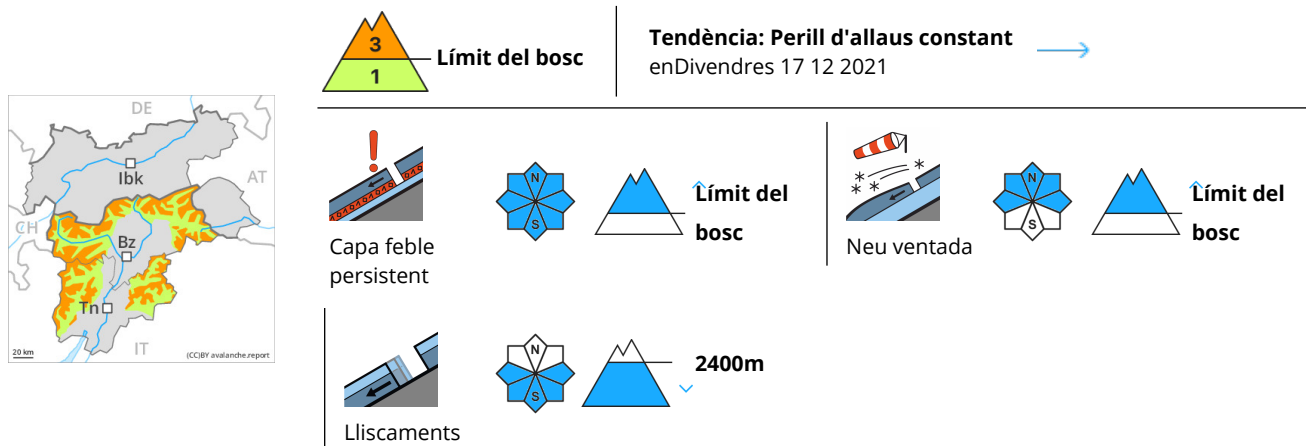 3
1
Límit del bosc
Tendència: Perill d'allaus constant
enDivendres 17 12 2021
DE
AT
CH
IT
Ibk
Bz
Tn
20 km
(CC)BY avalanche.report
N
S
Límit del
bosc
Capa feble
persistent
N
S
Límit del
bosc
Neu ventada
N
S
2400m
Lliscaments